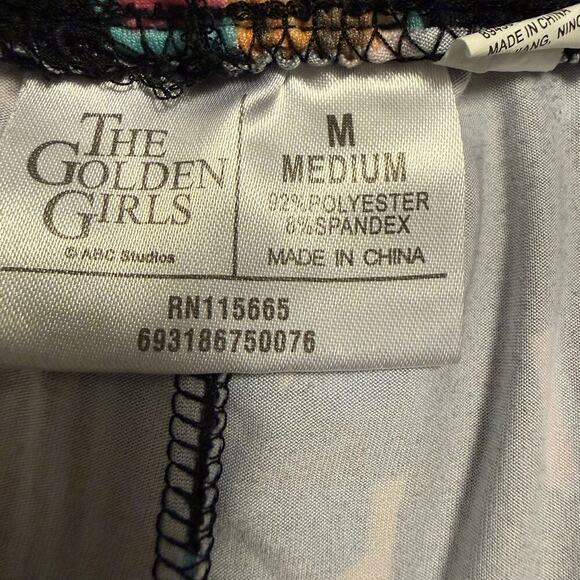 THE
GOLDEN
GIRLS
© ABC Studios
M
MEDIUM
92% POLYESTER
8% SPANDEX
MADE IN CHINA
RN115665
693186750076
MADE IN CHINA